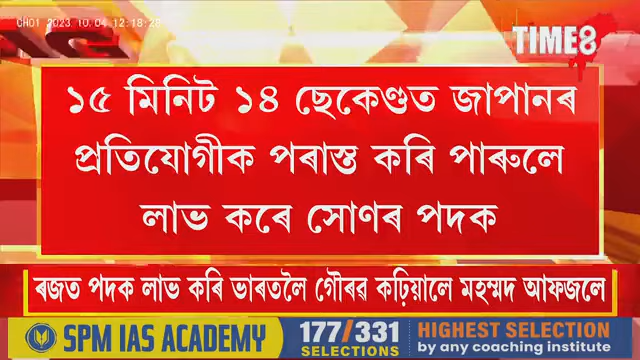 CH01 2023 10.04 12:18:28
TIME8
১৫ মিনিট ১৪ ছেকেণ্ডত জাপানৰ
প্ৰতিযোগীক পৰাস্ত কৰি পাৰুলে
লাভ কৰে সোণৰ পদক
ৰজত পদক লাভ কৰি ভাৰতলৈ গৌৰৱ কঢ়িয়ালে মহম্মদ আফজলে
SPM IAS ACADEMY
177/331
SELECTIONS
HIGHEST SELECTION
by any coaching institute